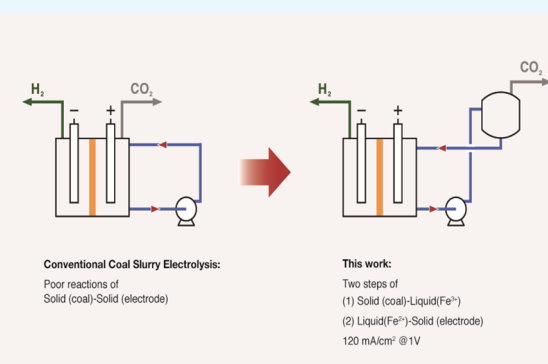 H₂
CO₂
− +
Conventional Coal Slurry Electrolysis:
Poor reactions of
Solid (coal)-Solid (electrode)
H₂
CO₂
− +
This work:
Two steps of
(1) Solid (coal)-Liquid(Fe³⁺)
(2) Liquid(Fe²⁺)-Solid (electrode)
120 mA/cm² @1V